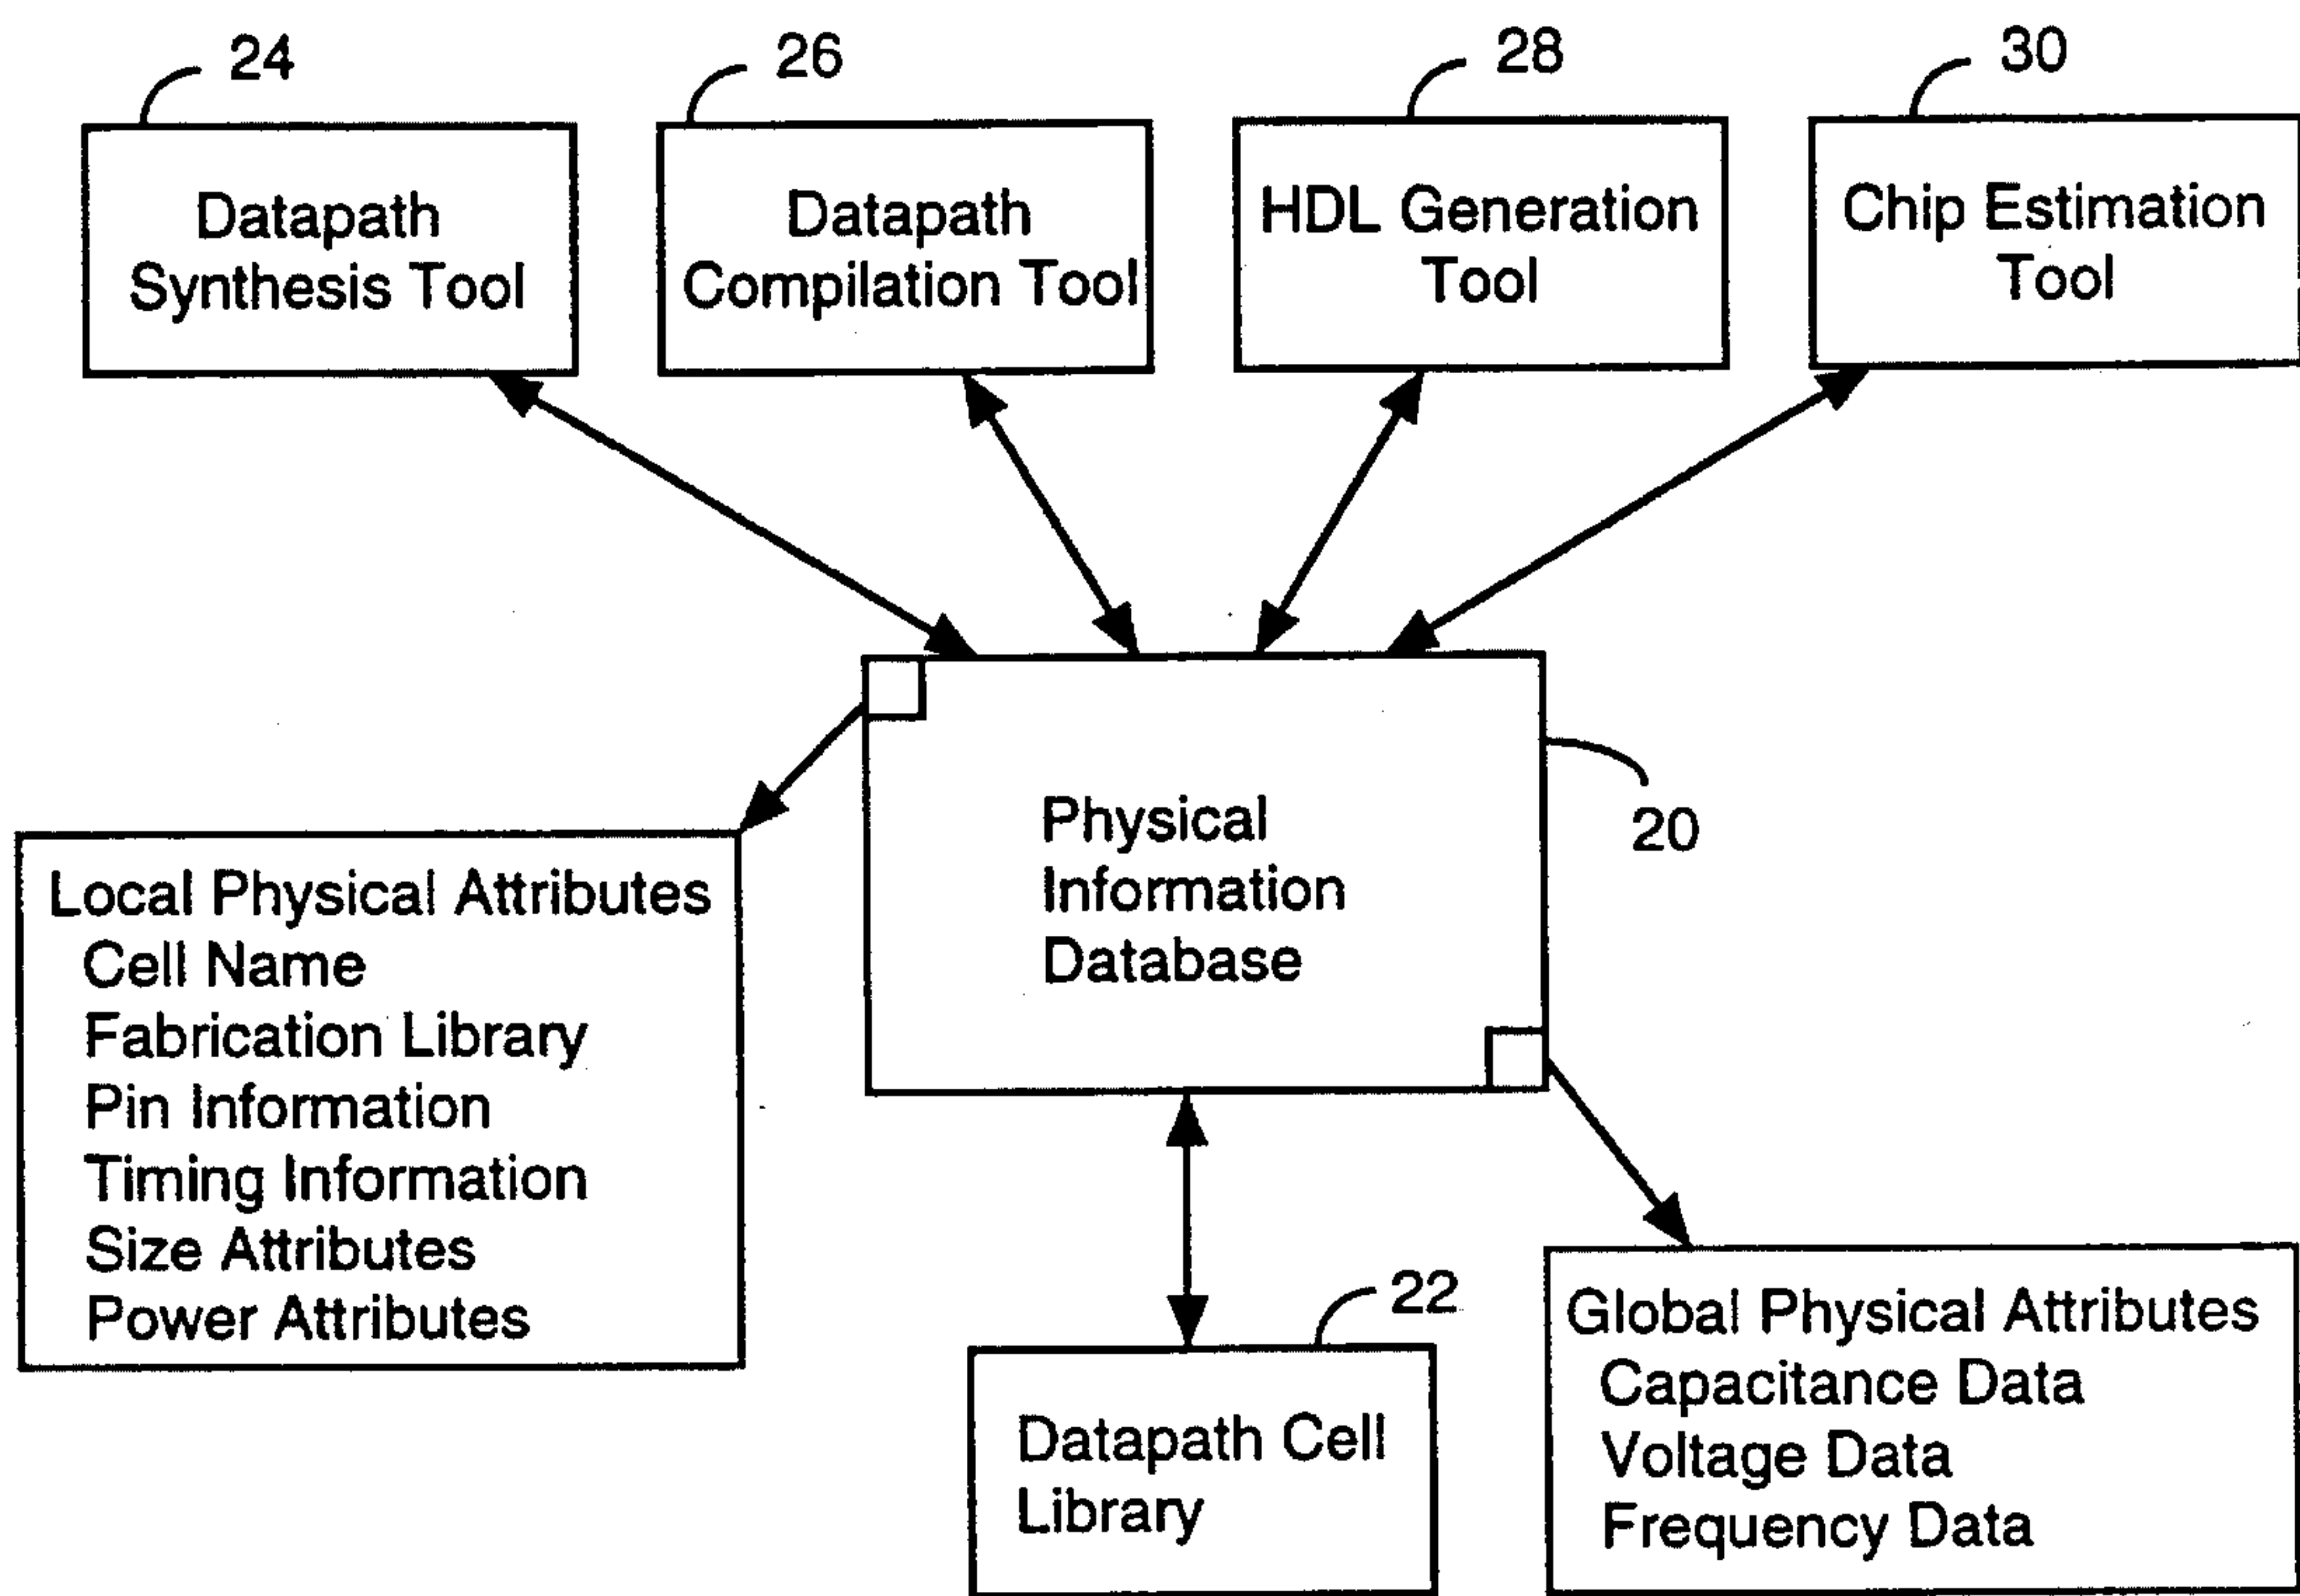 24
26
28
30
Datapath
Synthesis Tool
Datapath
Compilation Tool
HDL Generation
Tool
Chip Estimation
Tool
Physical
Information
Database
20
Local Physical Attributes
Cell Name
Fabrication Library
Pin Information
Timing Information
Size Attributes
Power Attributes
22
Datapath Cell
Library
Global Physical Attributes
Capacitance Data
Voltage Data
Frequency Data